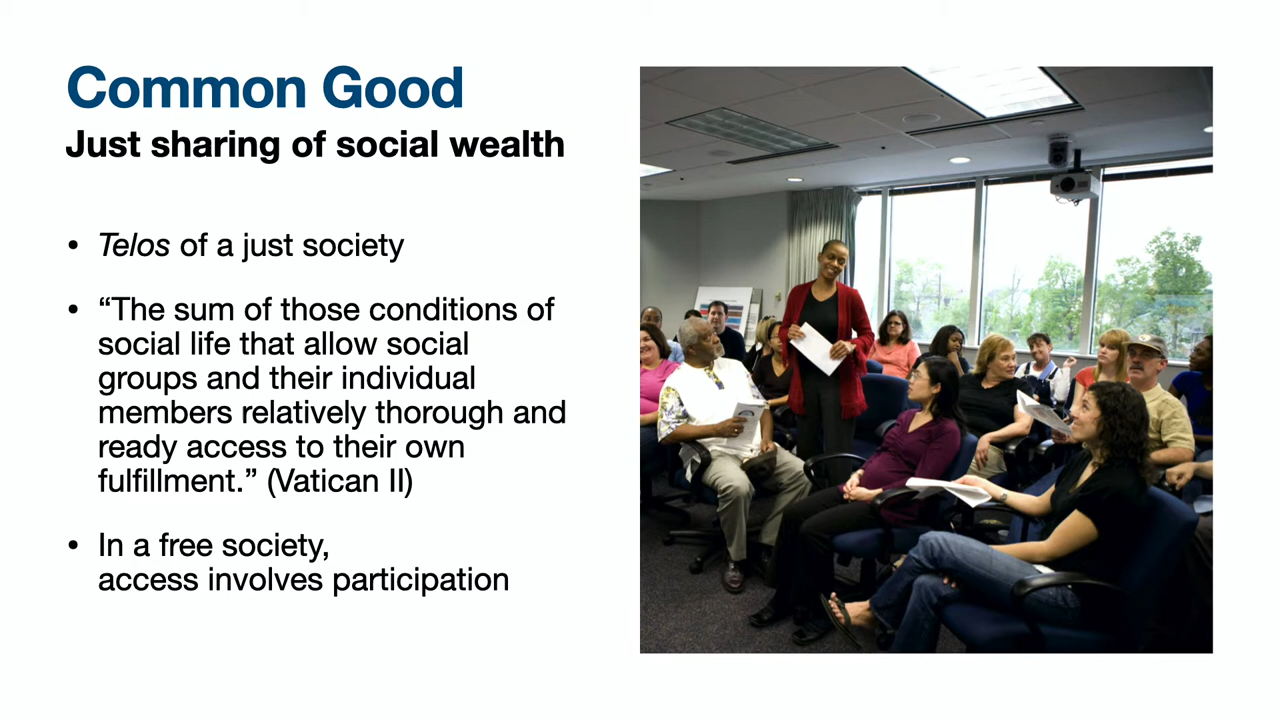 Common Good
Just sharing of social wealth
• Telos of a just society
• “The sum of those conditions of
social life that allow social
groups and their individual
members relatively thorough and
ready access to their own
fulfillment.” (Vatican II)
• In a free society,
access involves participation